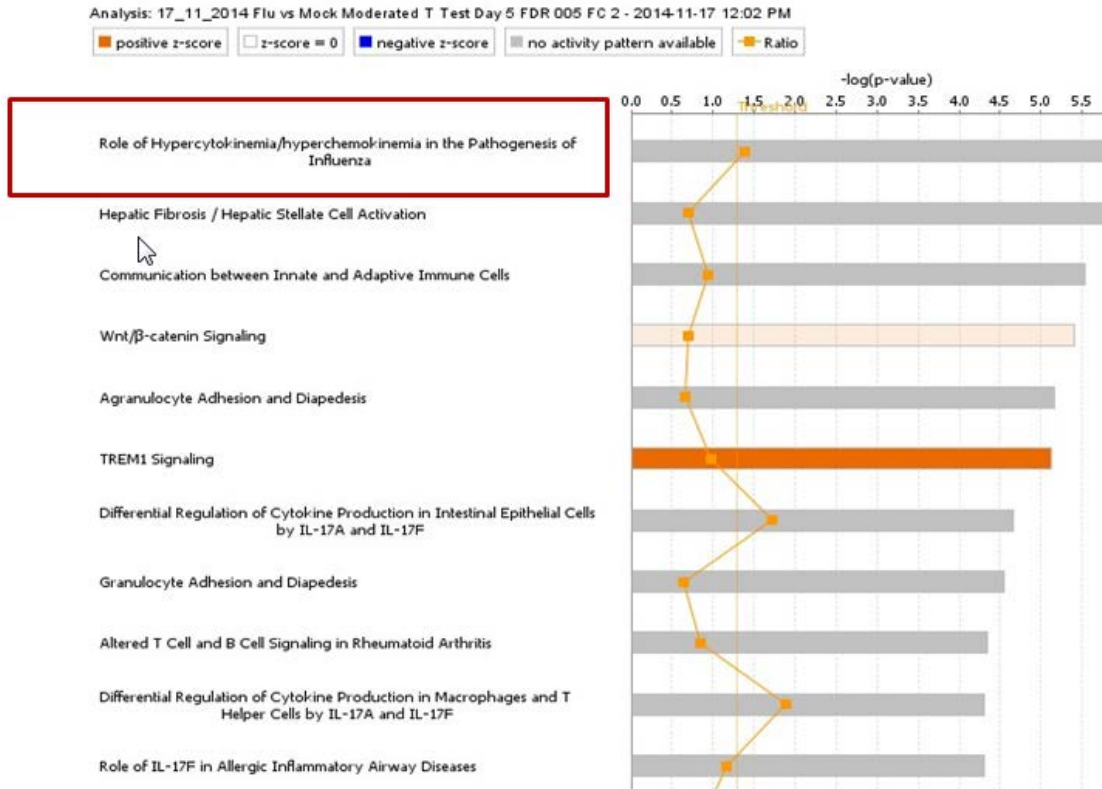 Analysis: 17_11_2014 Flu vs Mock Moderated T Test Day 5 FDR 005 FC 2 - 2014-11-17 12:02 PM
positive z-score z-score = 0 negative z-score no activity pattern available Ratio
-log(p-value)
0.0 0.5 1.0 1.5 2.0 2.5 3.0 3.5 4.0 4.5 5.0 5.5
Threshold
Role of Hypercytokinemia/hyperchemokinemia in the Pathogenesis of
Influenza
Hepatic Fibrosis / Hepatic Stellate Cell Activation
Communication between Innate and Adaptive Immune Cells
Wnt/β-catenin Signaling
Agranulocyte Adhesion and Diapedesis
TREM1 Signaling
Differential Regulation of Cytokine Production in Intestinal Epithelial Cells
by IL-17A and IL-17F
Granulocyte Adhesion and Diapedesis
Altered T Cell and B Cell Signaling in Rheumatoid Arthritis
Differential Regulation of Cytokine Production in Macrophages and T
Helper Cells by IL-17A and IL-17F
Role of IL-17F in Allergic Inflammatory Airway Diseases